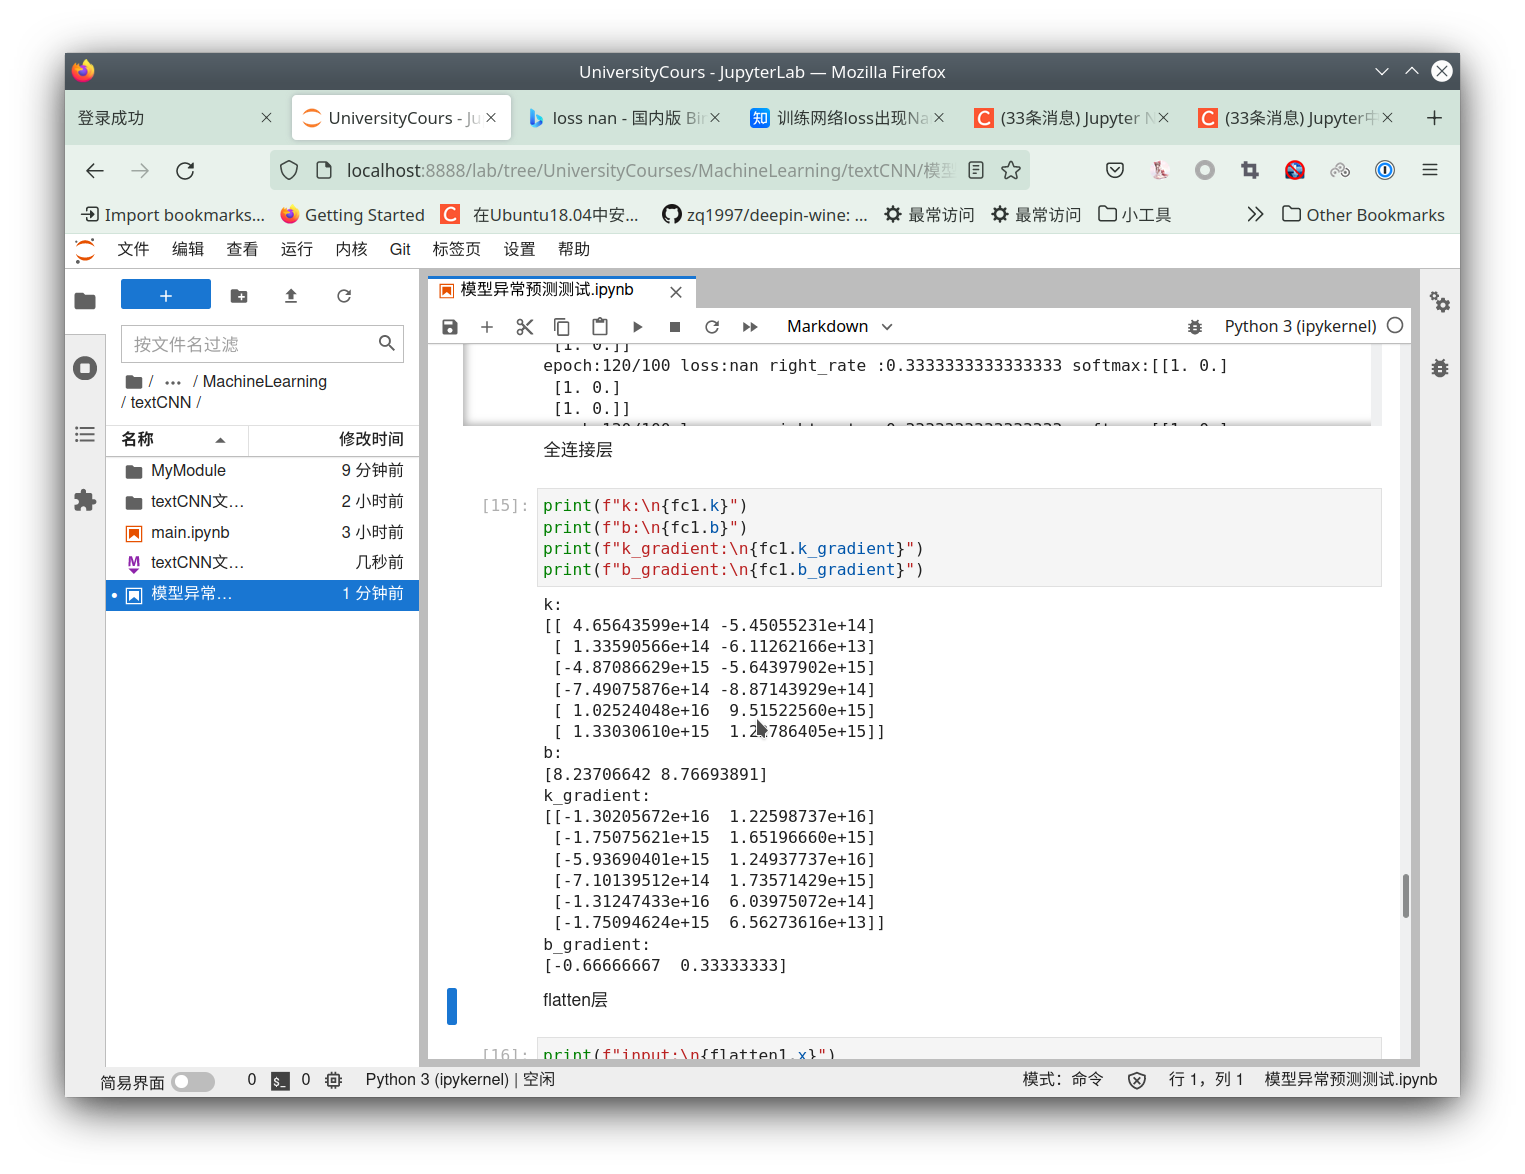 UniversityCours - JupyterLab — Mozilla Firefox
登录成功
UniversityCours - Ju
loss nan - 国内版 Bin
训练网络loss出现Na
(33条消息) Jupyter N
(33条消息) Jupyter中
localhost:8888/lab/tree/UniversityCourses/MachineLearning/textCNN/模型
Import bookmarks...
Getting Started
在Ubuntu18.04中安...
zq1997/deepin-wine: ...
最常访问
最常访问
小工具
Other Bookmarks
文件 编辑 查看 运行 内核 Git 标签页 设置 帮助
模型异常预测测试.ipynb
Markdown
Python 3 (ipykernel)
按文件名过滤
/ ... / MachineLearning
/ textCNN /
名称 修改时间
MyModule 9 分钟前
textCNN文... 2 小时前
main.ipynb 3 小时前
textCNN文... 几秒前
模型异常... 1 分钟前
[1. 0.]]
epoch:120/100 loss:nan right_rate :0.3333333333333333 softmax:[[1. 0.]
[1. 0.]
[1. 0.]]
全连接层
[15]:
print(f"k:\n{fc1.k}")
print(f"b:\n{fc1.b}")
print(f"k_gradient:\n{fc1.k_gradient}")
print(f"b_gradient:\n{fc1.b_gradient}")
k:
[[ 4.65643599e+14 -5.45055231e+14]
[ 1.33590566e+14 -6.11262166e+13]
[-4.87086629e+15 -5.64397902e+15]
[-7.49075876e+14 -8.87143929e+14]
[ 1.02524048e+16 9.51522560e+15]
[ 1.33030610e+15
b:
[8.23706642 8.76693891]
k_gradient:
[[-1.30205672e+16 1.22598737e+16]
[-1.75075621e+15 1.65196660e+15]
[-5.93690401e+15 1.24937737e+16]
[-7.10139512e+14 1.73571429e+15]
[-1.31247433e+16 6.03975072e+14]
[-1.75094624e+15 6.56273616e+13]]
b_gradient:
[-0.66666667 0.33333333]
flatten层
[16]:
print(f"input:\n{flatten1.x}")
简易界面
0
0
Python 3 (ipykernel) | 空闲
模式：命令
行 1，列 1
模型异常预测测试.ipynb